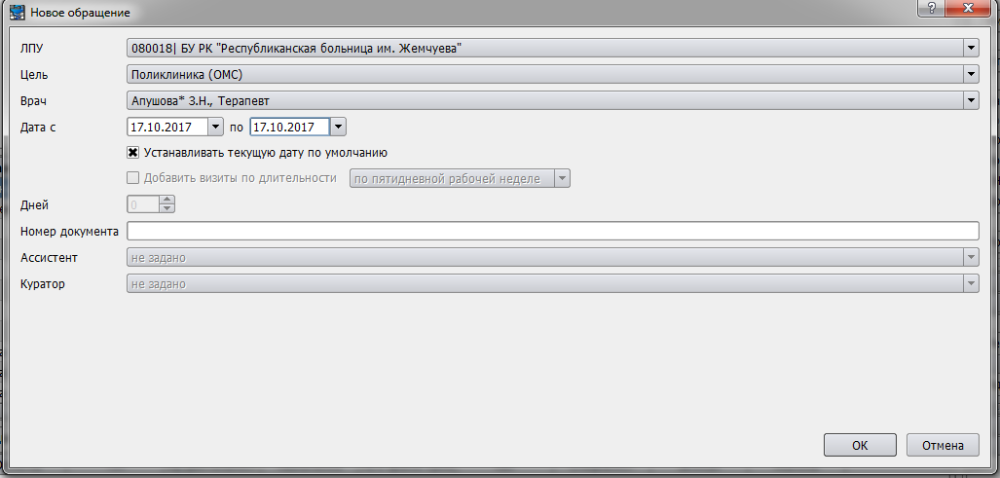 Новое обращение
ЛПУ 080018| БУ РК "Республиканская больница им. Жемчуева"
Цель Поликлиника (ОМС)
Врач Апушова* З.Н., Терапевт
Дата с 17.10.2017 по 17.10.2017
Устанавливать текущую дату по умолчанию
Добавить визиты по длительности по пятидневной рабочей неделе
Дней 0
Номер документа
Ассистент не задано
Куратор не задано
ОК Отмена